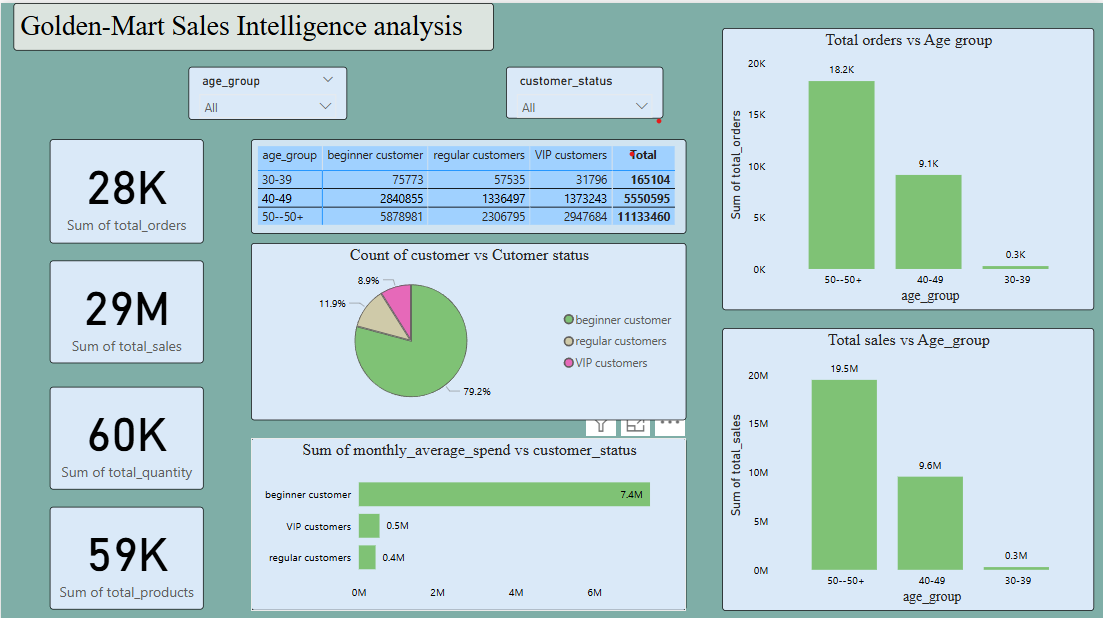 Golden-Mart Sales Intelligence analysis
age_group
All
customer_status
All
28K
Sum of total_orders
29M
Sum of total_sales
60K
Sum of total_quantity
59K
Sum of total_products
age_group beginner customer regular customers VIP customers Total
30-39 75773 57535 31796 165104
40-49 2840855 1336497 1373243 5550595
50--50+ 5878981 2306795 2947684 11133460
Count of customer vs Cutomer status
8.9%
11.9%
79.2%
beginner customer
regular customers
VIP customers
Sum of monthly_average_spend vs customer_status
beginner customer 7.4M
VIP customers 0.5M
regular customers 0.4M
0M 2M 4M 6M
Total orders vs Age group
Sum of total_orders
20K
15K
10K
5K
0K
18.2K
9.1K
0.3K
50--50+ 40-49 30-39
age_group
Total sales vs Age_group
Sum of total_sales
20M
15M
10M
5M
0M
19.5M
9.6M
0.3M
50--50+ 40-49 30-39
age_group